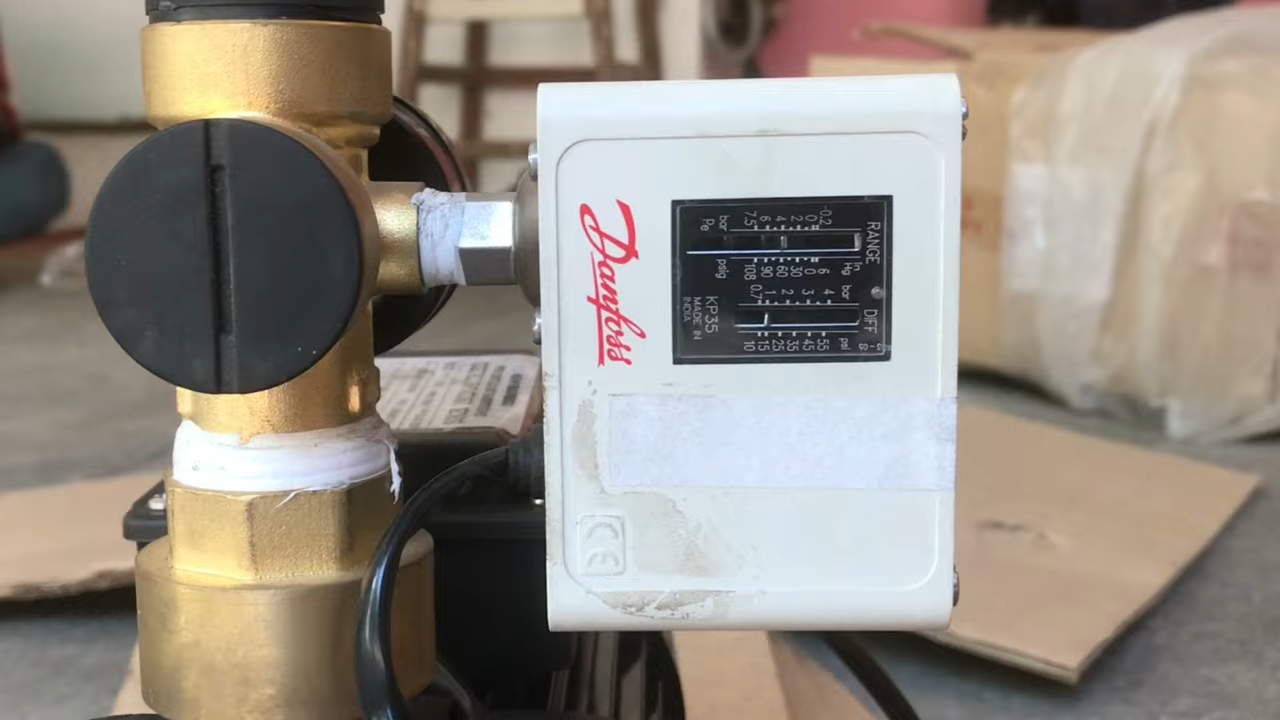 Danfoss
RANGE
-0.2 0 2 4 6 7.5 bar Pe
In Hg 6 0 30 60 90 108 psig
DIFF
bar 4 3 2 1 0.7
psi 55 45 35 25 15 10
KP35
MADE IN
INDIA
CE